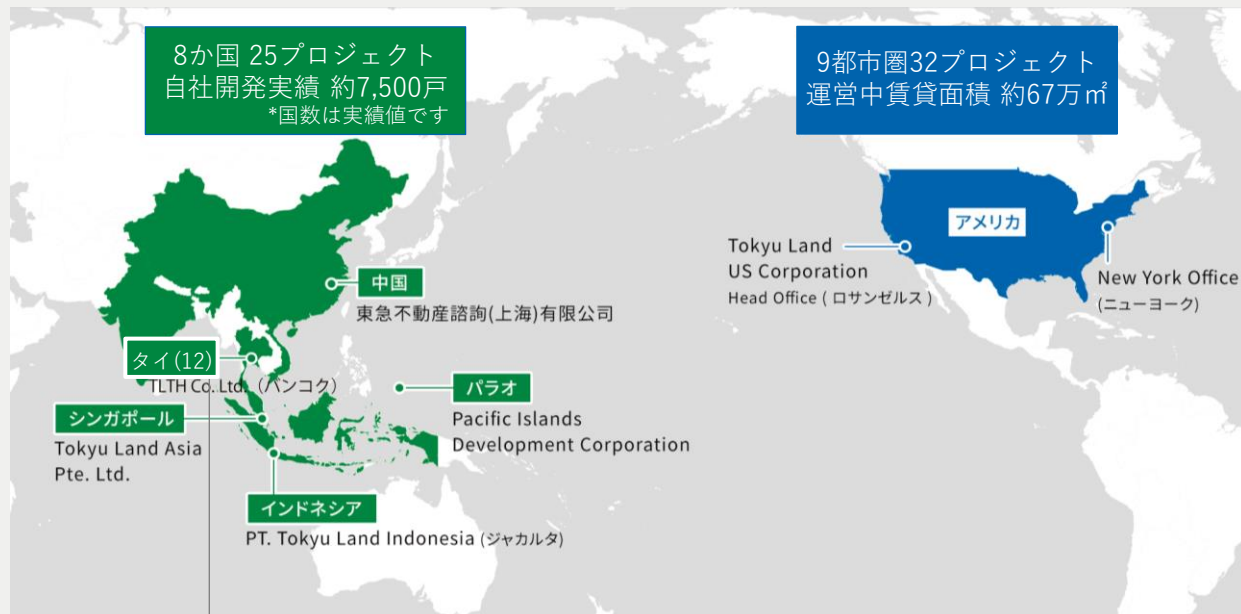 8か国 25プロジェクト
自社開発実績 約7,500戸
*国数は実績値です
9都市圏32プロジェクト
運営中賃貸面積 約67万㎡
アメリカ
Tokyu Land
US Corporation
Head Office ( ロサンゼルス )
New York Office
(ニューヨーク)
中国
東急不動産諮詢(上海)有限公司
タイ(12)
TLTH Co.Ltd.（バンコク）
パラオ
Pacific Islands
Development Corporation
シンガポール
Tokyu Land Asia
Pte. Ltd.
インドネシア
PT. Tokyu Land Indonesia (ジャカルタ)